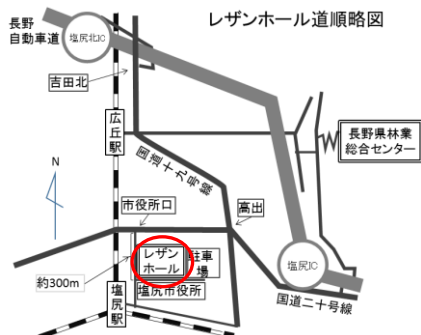 レザンホール道順略図
長野
自動車道
塩尻北IC
吉田北
広丘駅
国道十九号線
長野県林業
総合センター
N
市役所口
高出
レザン
ホール
駐車
場
塩尻IC
約300m
塩尻市役所
塩尻駅
国道二十号線